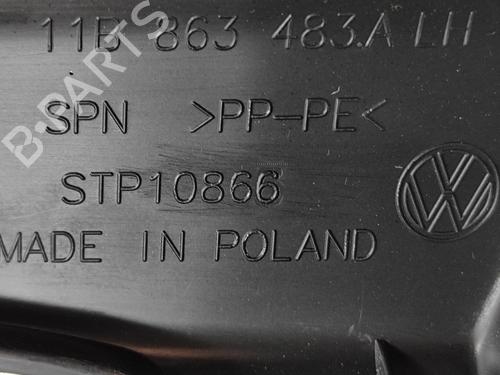 11B 863 483.A LH
SPN >PP-PE<
STP10866
MADE IN POLAND
B-PARTS